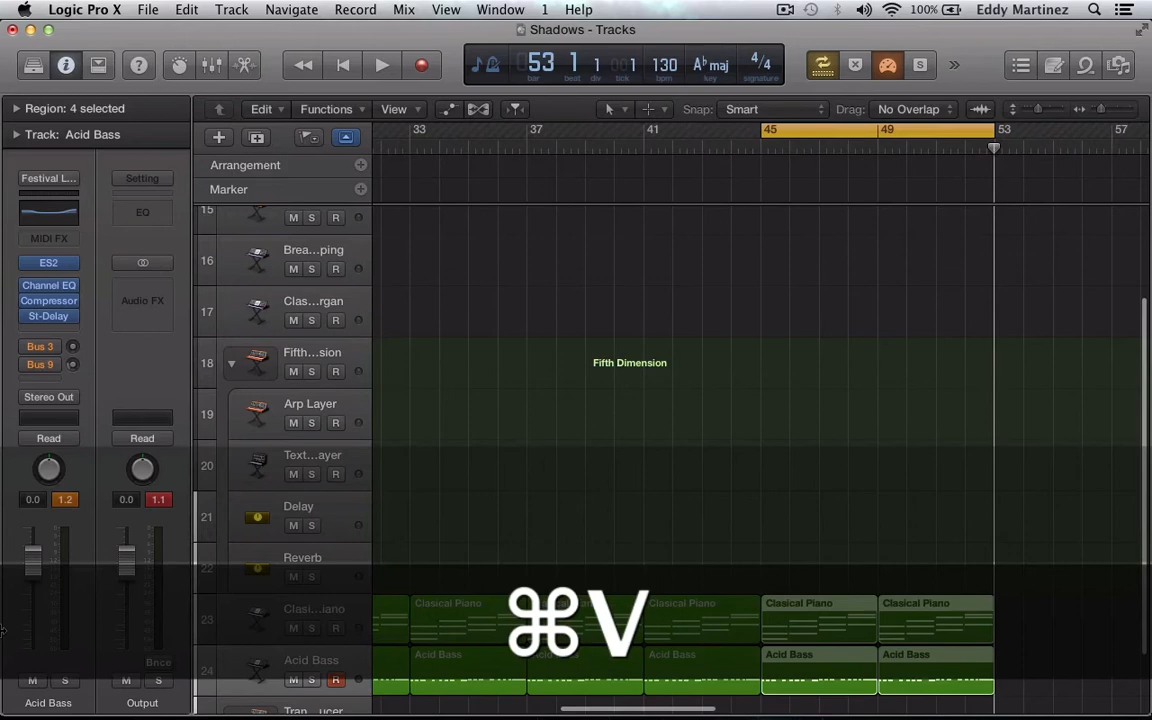 Logic Pro X File Edit Track Navigate Record Mix View Window 1 Help 100% Eddy Martinez
Shadows - Tracks
53 1 1 1 130 A♭maj 4/4
bar beat div tick bpm key signature
S
Region: 4 selected
Edit Functions View Snap: Smart Drag: No Overlap
Track: Acid Bass
33 37 41 45 49 53 57
Arrangement
Marker
Festival L... Setting
EQ
MIDI FX
ES2
Channel EQ
Compressor
St-Delay
Audio FX
Bus 3
Bus 9
Stereo Out
Read Read
0.0 1.2 0.0 1.1
Bnce
M S M S
Acid Bass Output
15 M S R
16 Brea...ping
M S R
17 Clas...rgan
M S R
18 Fifth...sion
M S R
Fifth Dimension
19 Arp Layer
M S R
20 Text...ayer
M S R
21 Delay
M S
22 Reverb
M S
23 Clasi...iano
M S R
Clasical Piano Clasical Piano Clasical Piano Clasical Piano
24 Acid Bass
M S R
Acid Bass Acid Bass Acid Bass Acid Bass
⌘V